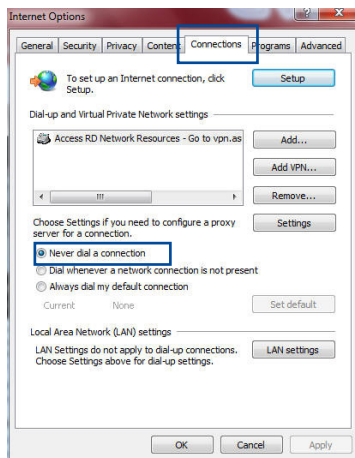 Internet Options
General Security Privacy Content Connections Programs Advanced
To set up an Internet connection, click
Setup.
Setup
Dial-up and Virtual Private Network settings
Access RD Network Resources - Go to vpn.as
Add...
Add VPN...
Remove...
Choose Settings if you need to configure a proxy
server for a connection.
Settings
Never dial a connection
Dial whenever a network connection is not present
Always dial my default connection
Current None
Set default
Local Area Network (LAN) settings
LAN Settings do not apply to dial-up connections.
Choose Settings above for dial-up settings.
LAN settings
OK Cancel Apply